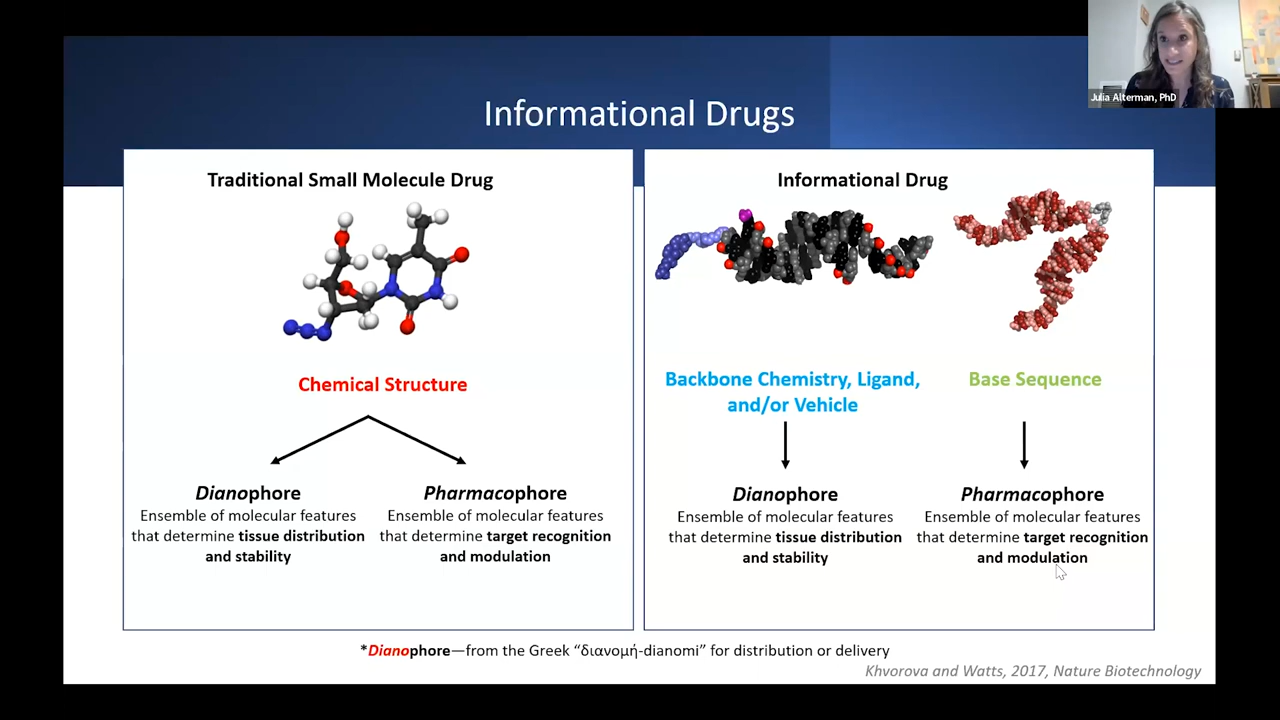 Julia Alterman, PhD
Informational Drugs
Traditional Small Molecule Drug
Chemical Structure
Dianophore
Ensemble of molecular features
that determine tissue distribution
and stability
Pharmacophore
Ensemble of molecular features
that determine target recognition
and modulation
Informational Drug
Backbone Chemistry, Ligand,
and/or Vehicle
Base Sequence
Dianophore
Ensemble of molecular features
that determine tissue distribution
and stability
Pharmacophore
Ensemble of molecular features
that determine target recognition
and modulation
*Dianophore—from the Greek “διανομή-dianomi” for distribution or delivery
Khvorova and Watts, 2017, Nature Biotechnology